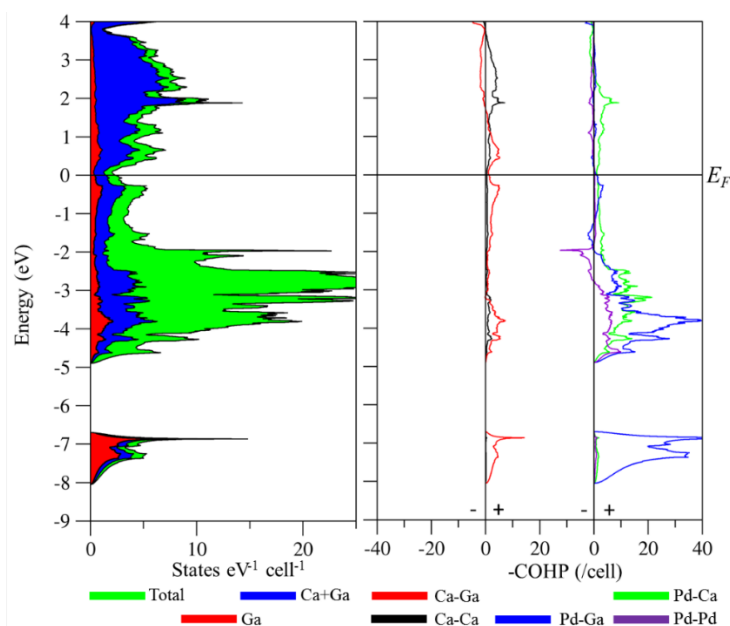 4
3
2
1
0
-1
-2
-3
-4
-5
-6
-7
-8
-9
Energy (eV)
E_F
- + - +
0 10 20
-40 -20 0 20 0 20 40
States eV⁻¹ cell⁻¹
-COHP (/cell)
Total Ca+Ga Ca-Ga Pd-Ca
Ga Ca-Ca Pd-Ga Pd-Pd